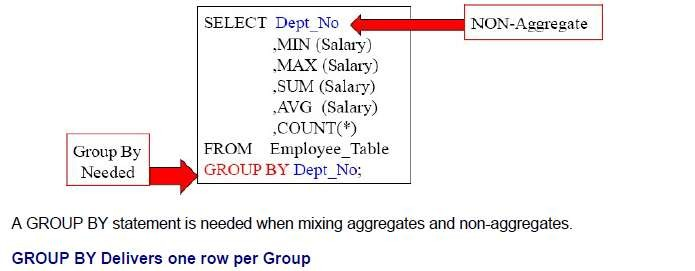 SELECT Dept_No
NON-Aggregate
,MIN (Salary)
,MAX (Salary)
,SUM (Salary)
,AVG (Salary)
,COUNT(*)
Group By
Needed
FROM Employee_Table
GROUP BY Dept_No;
A GROUP BY statement is needed when mixing aggregates and non-aggregates.
GROUP BY Delivers one row per Group